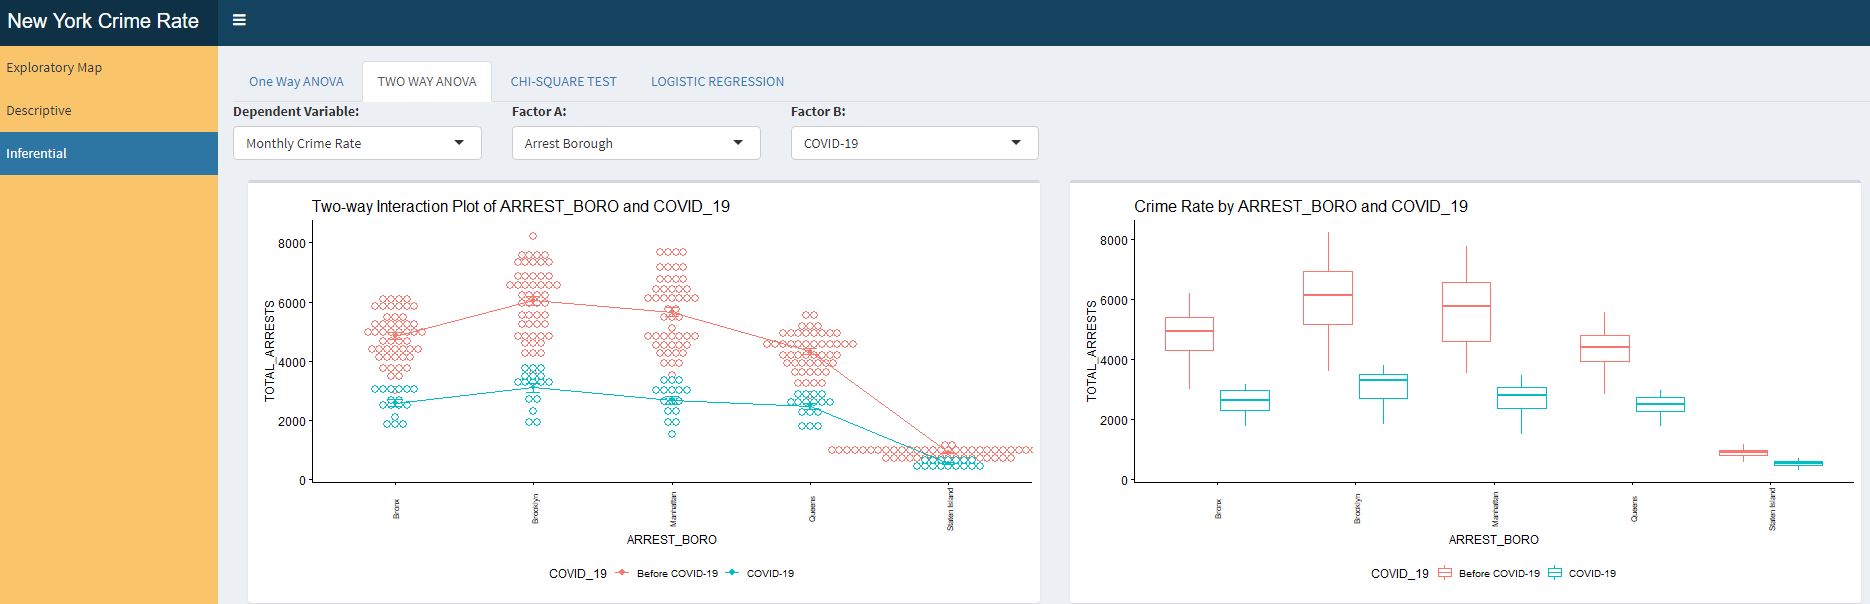 New York Crime Rate
Exploratory Map
Descriptive
Inferential
One Way ANOVA TWO WAY ANOVA CHI-SQUARE TEST LOGISTIC REGRESSION
Dependent Variable: Factor A: Factor B:
Monthly Crime Rate Arrest Borough COVID-19
Two-way Interaction Plot of ARREST_BORO and COVID_19
TOTAL_ARRESTS
8000
6000
4000
2000
0
Bronx Brooklyn Manhattan Queens Staten Island
ARREST_BORO
COVID_19 Before COVID-19 COVID-19
Crime Rate by ARREST_BORO and COVID_19
TOTAL_ARRESTS
8000
6000
4000
2000
0
Bronx Brooklyn Manhattan Queens Staten Island
ARREST_BORO
COVID_19 Before COVID-19 COVID-19